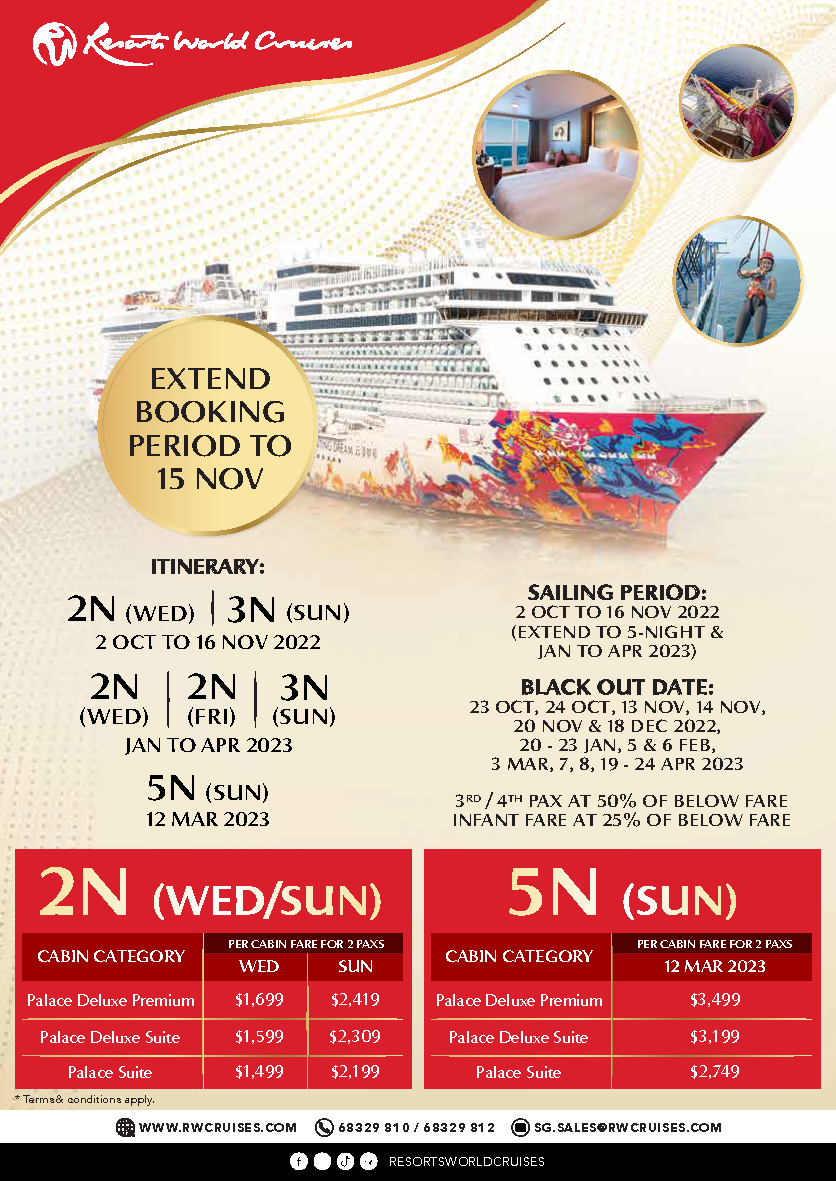 Resorts World Cruises
EXTEND
BOOKING
PERIOD TO
15 NOV
ITINERARY:
2N (WED) | 3N (SUN)
2 OCT TO 16 NOV 2022
2N | 2N | 3N
(WED) | (FRI) | (SUN)
JAN TO APR 2023
5N (SUN)
12 MAR 2023
SAILING PERIOD:
2 OCT TO 16 NOV 2022
(EXTEND TO 5-NIGHT &
JAN TO APR 2023)
BLACK OUT DATE:
23 OCT, 24 OCT, 13 NOV, 14 NOV,
20 NOV & 18 DEC 2022,
20 - 23 JAN, 5 & 6 FEB,
3 MAR, 7, 8, 19 - 24 APR 2023
3RD / 4TH PAX AT 50% OF BELOW FARE
INFANT FARE AT 25% OF BELOW FARE
2N (WED/SUN)
CABIN CATEGORY
PER CABIN FARE FOR 2 PAXS
WED SUN
Palace Deluxe Premium $1,699 $2,419
Palace Deluxe Suite $1,599 $2,309
Palace Suite $1,499 $2,199
5N (SUN)
CABIN CATEGORY
PER CABIN FARE FOR 2 PAXS
12 MAR 2023
Palace Deluxe Premium $3,499
Palace Deluxe Suite $3,199
Palace Suite $2,749
* Terms & conditions apply.
WWW.RWCRUISES.COM 68329 810 / 68329 812 SG.SALES@RWCRUISES.COM
RESORTSWORLDCRUISES